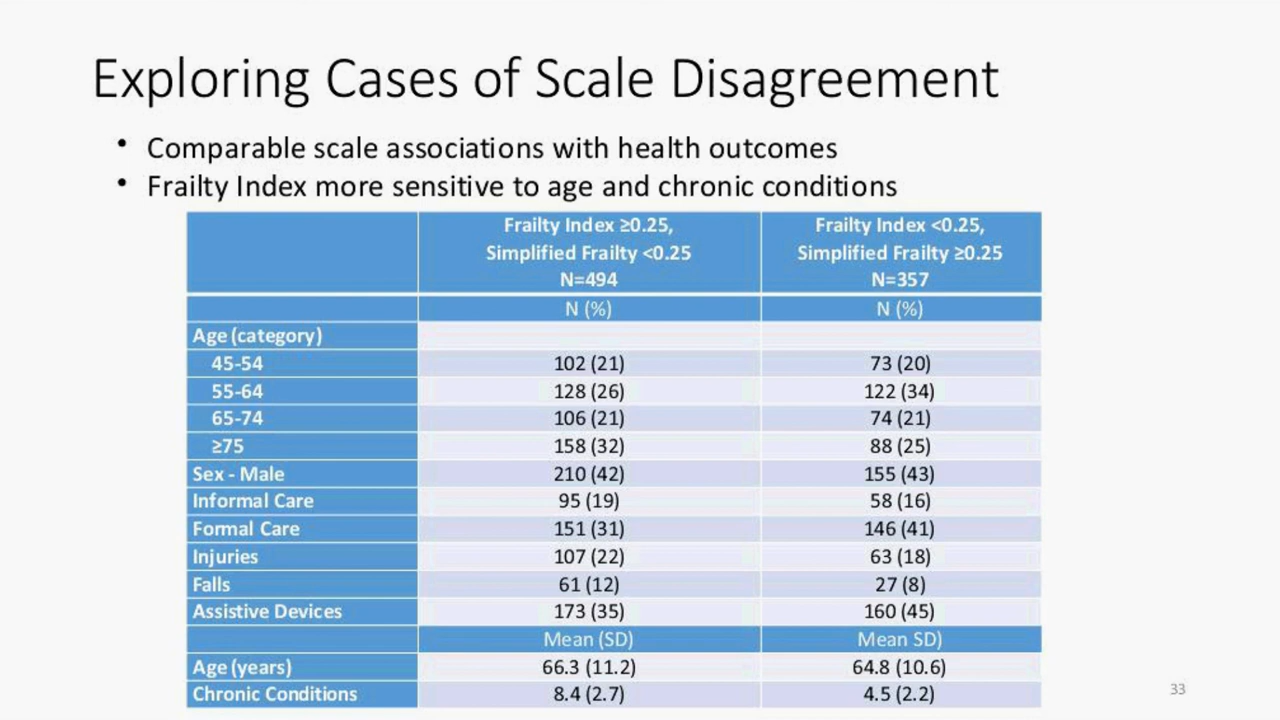 Exploring Cases of Scale Disagreement
• Comparable scale associations with health outcomes
• Frailty Index more sensitive to age and chronic conditions
Frailty Index ≥0.25, Frailty Index <0.25,
Simplified Frailty <0.25 Simplified Frailty ≥0.25
N=494 N=357
N (%) N (%)
Age (category)
45-54 102 (21) 73 (20)
55-64 128 (26) 122 (34)
65-74 106 (21) 74 (21)
≥75 158 (32) 88 (25)
Sex - Male 210 (42) 155 (43)
Informal Care 95 (19) 58 (16)
Formal Care 151 (31) 146 (41)
Injuries 107 (22) 63 (18)
Falls 61 (12) 27 (8)
Assistive Devices 173 (35) 160 (45)
Mean (SD) Mean SD)
Age (years) 66.3 (11.2) 64.8 (10.6)
Chronic Conditions 8.4 (2.7) 4.5 (2.2)
33